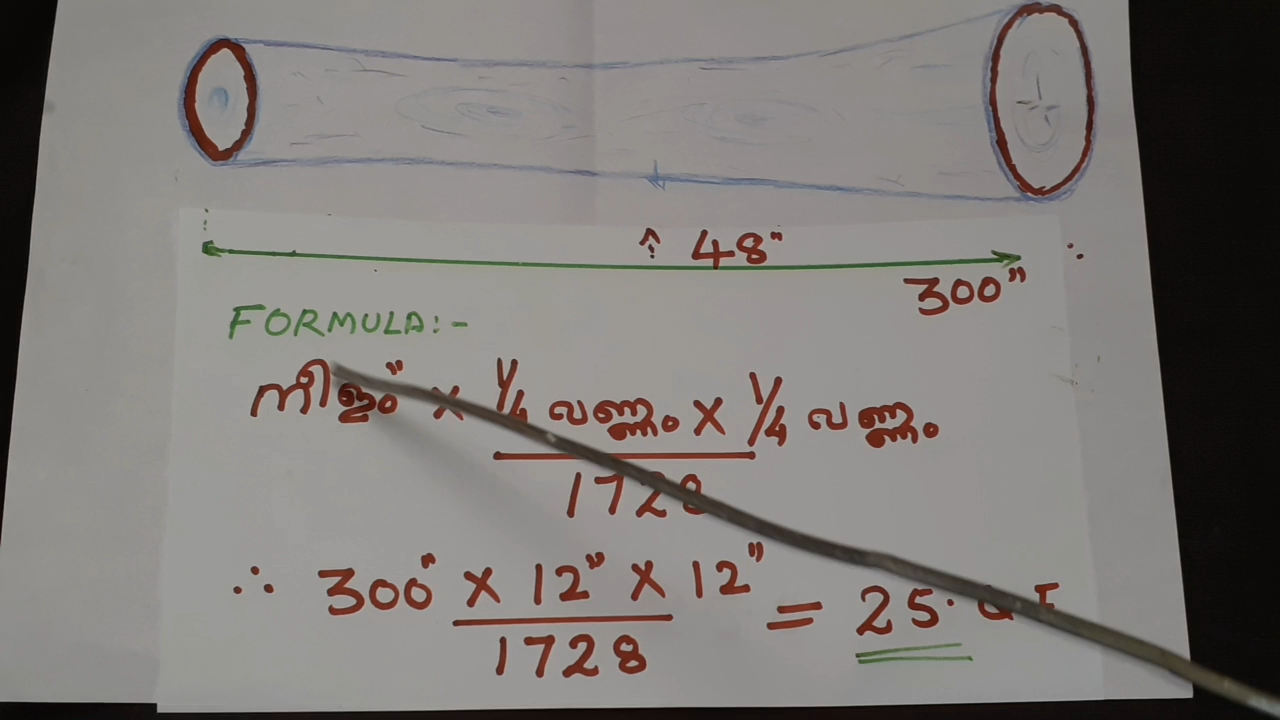 48"
300"
FORMULA:-
നീളം" x 1/4 വണ്ണം X 1/4 വണ്ണം
1728
∴ 300" X 12" X 12" = 25.
1728